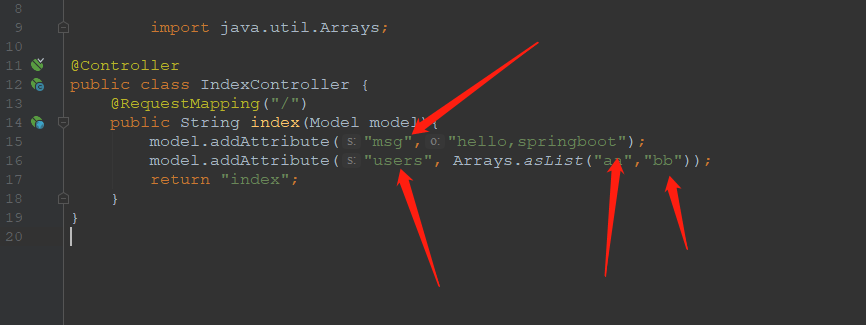 8
9 import java.util.Arrays;
10
11 @Controller
12 public class IndexController {
13 @RequestMapping("/")
14 public String index(Model model){
15 model.addAttribute( s: "msg", o: "hello,springboot");
16 model.addAttribute( s: "users", Arrays.asList("aa","bb"));
17 return "index";
18 }
19 }
20